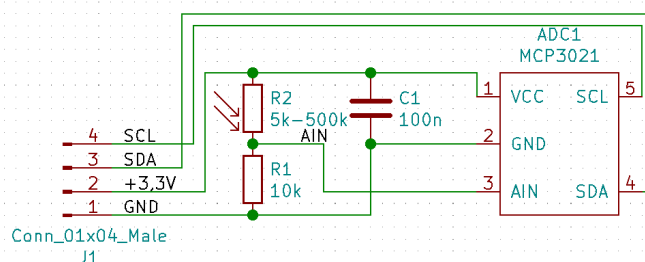 ADC1
MCP3021
1 VCC SCL 5
R2
5k-500k
C1
100n
AIN
2 GND
4 SCL
3 SDA
2 +3,3V
1 GND
R1
10k
3 AIN SDA 4
Conn_01x04_Male
J1